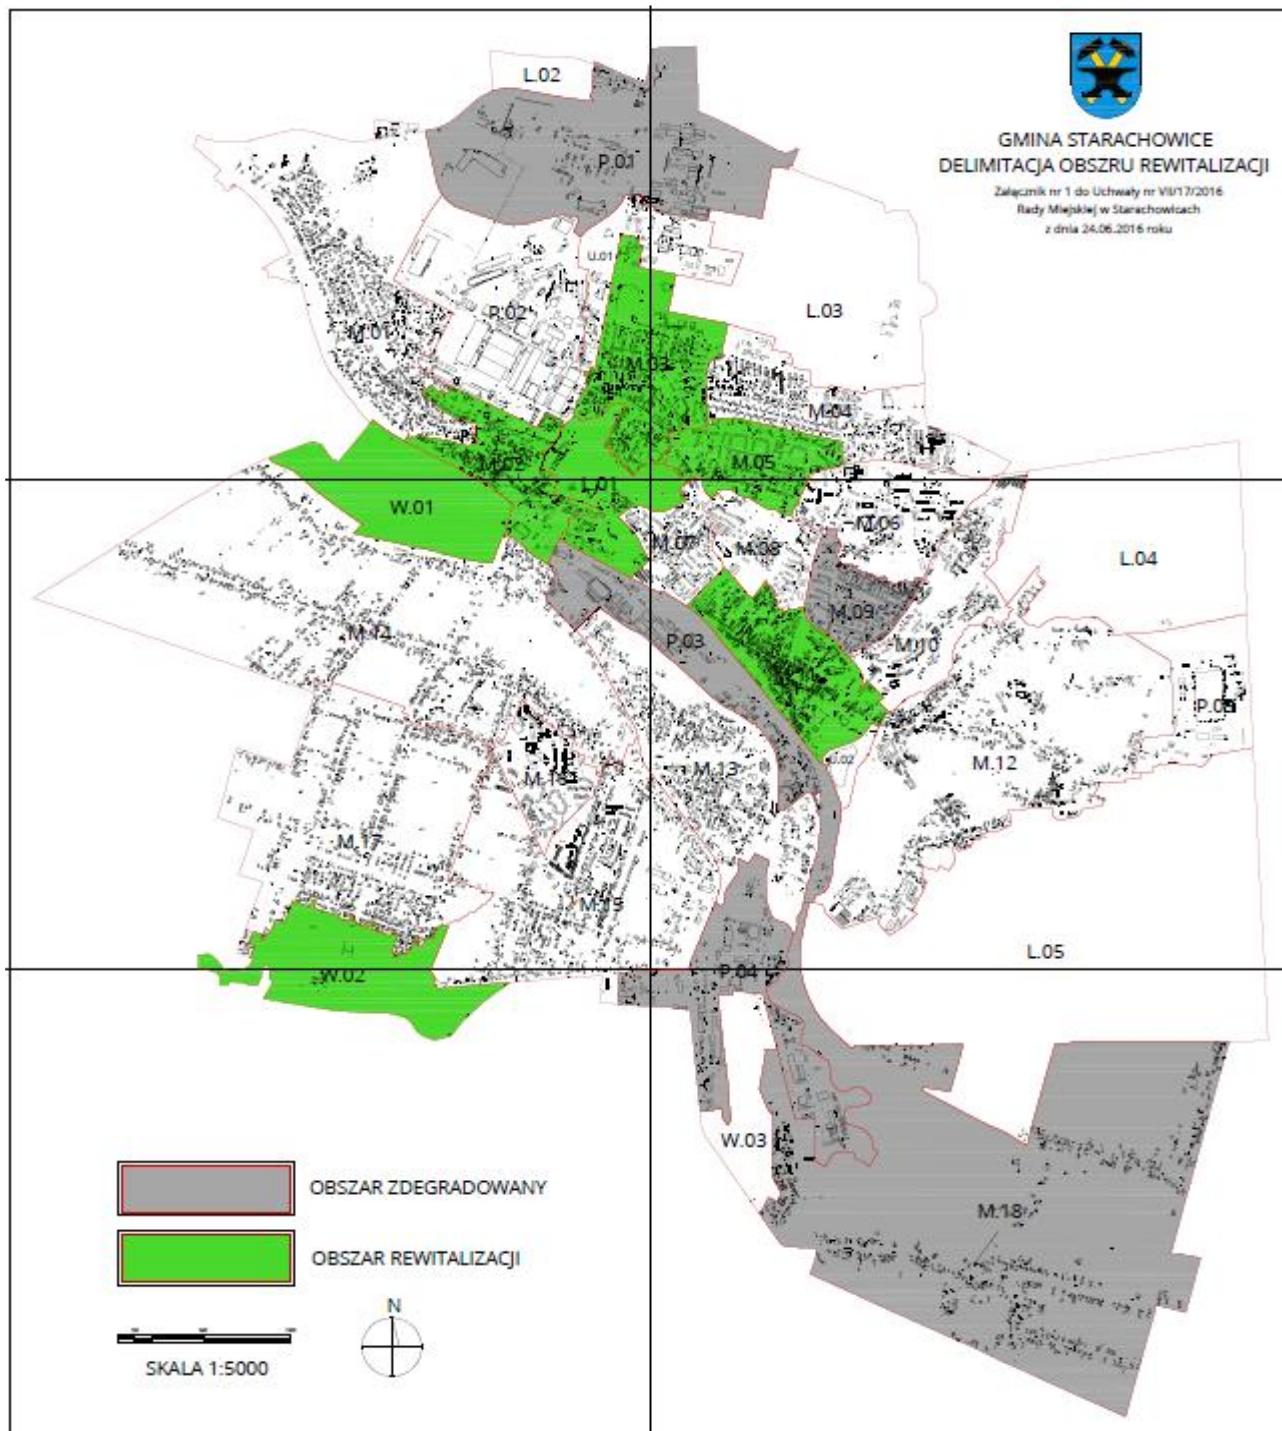 GMINA STARACHOWICE
DELIMITACJA OBSZRU REWITALIZACJI
Załącznik nr 1 do Uchwały nr VII/17/2016
Rady Miejskiej w Starachowicach
z dnia 24.06.2016 roku
L.02
P.01
U.01
L.03
P.02
M.01
M.03
M.04
M.02
M.05
L.01
W.01
M.06
M.07
M.08
L.04
M.09
M.14
P.03
M.10
P.05
U.02
M.12
M.13
M.16
M.17
M.15
L.05
W.02
P.04
W.03
M.18
OBSZAR ZDEGRADOWANY
OBSZAR REWITALIZACJI
N
SKALA 1:5000